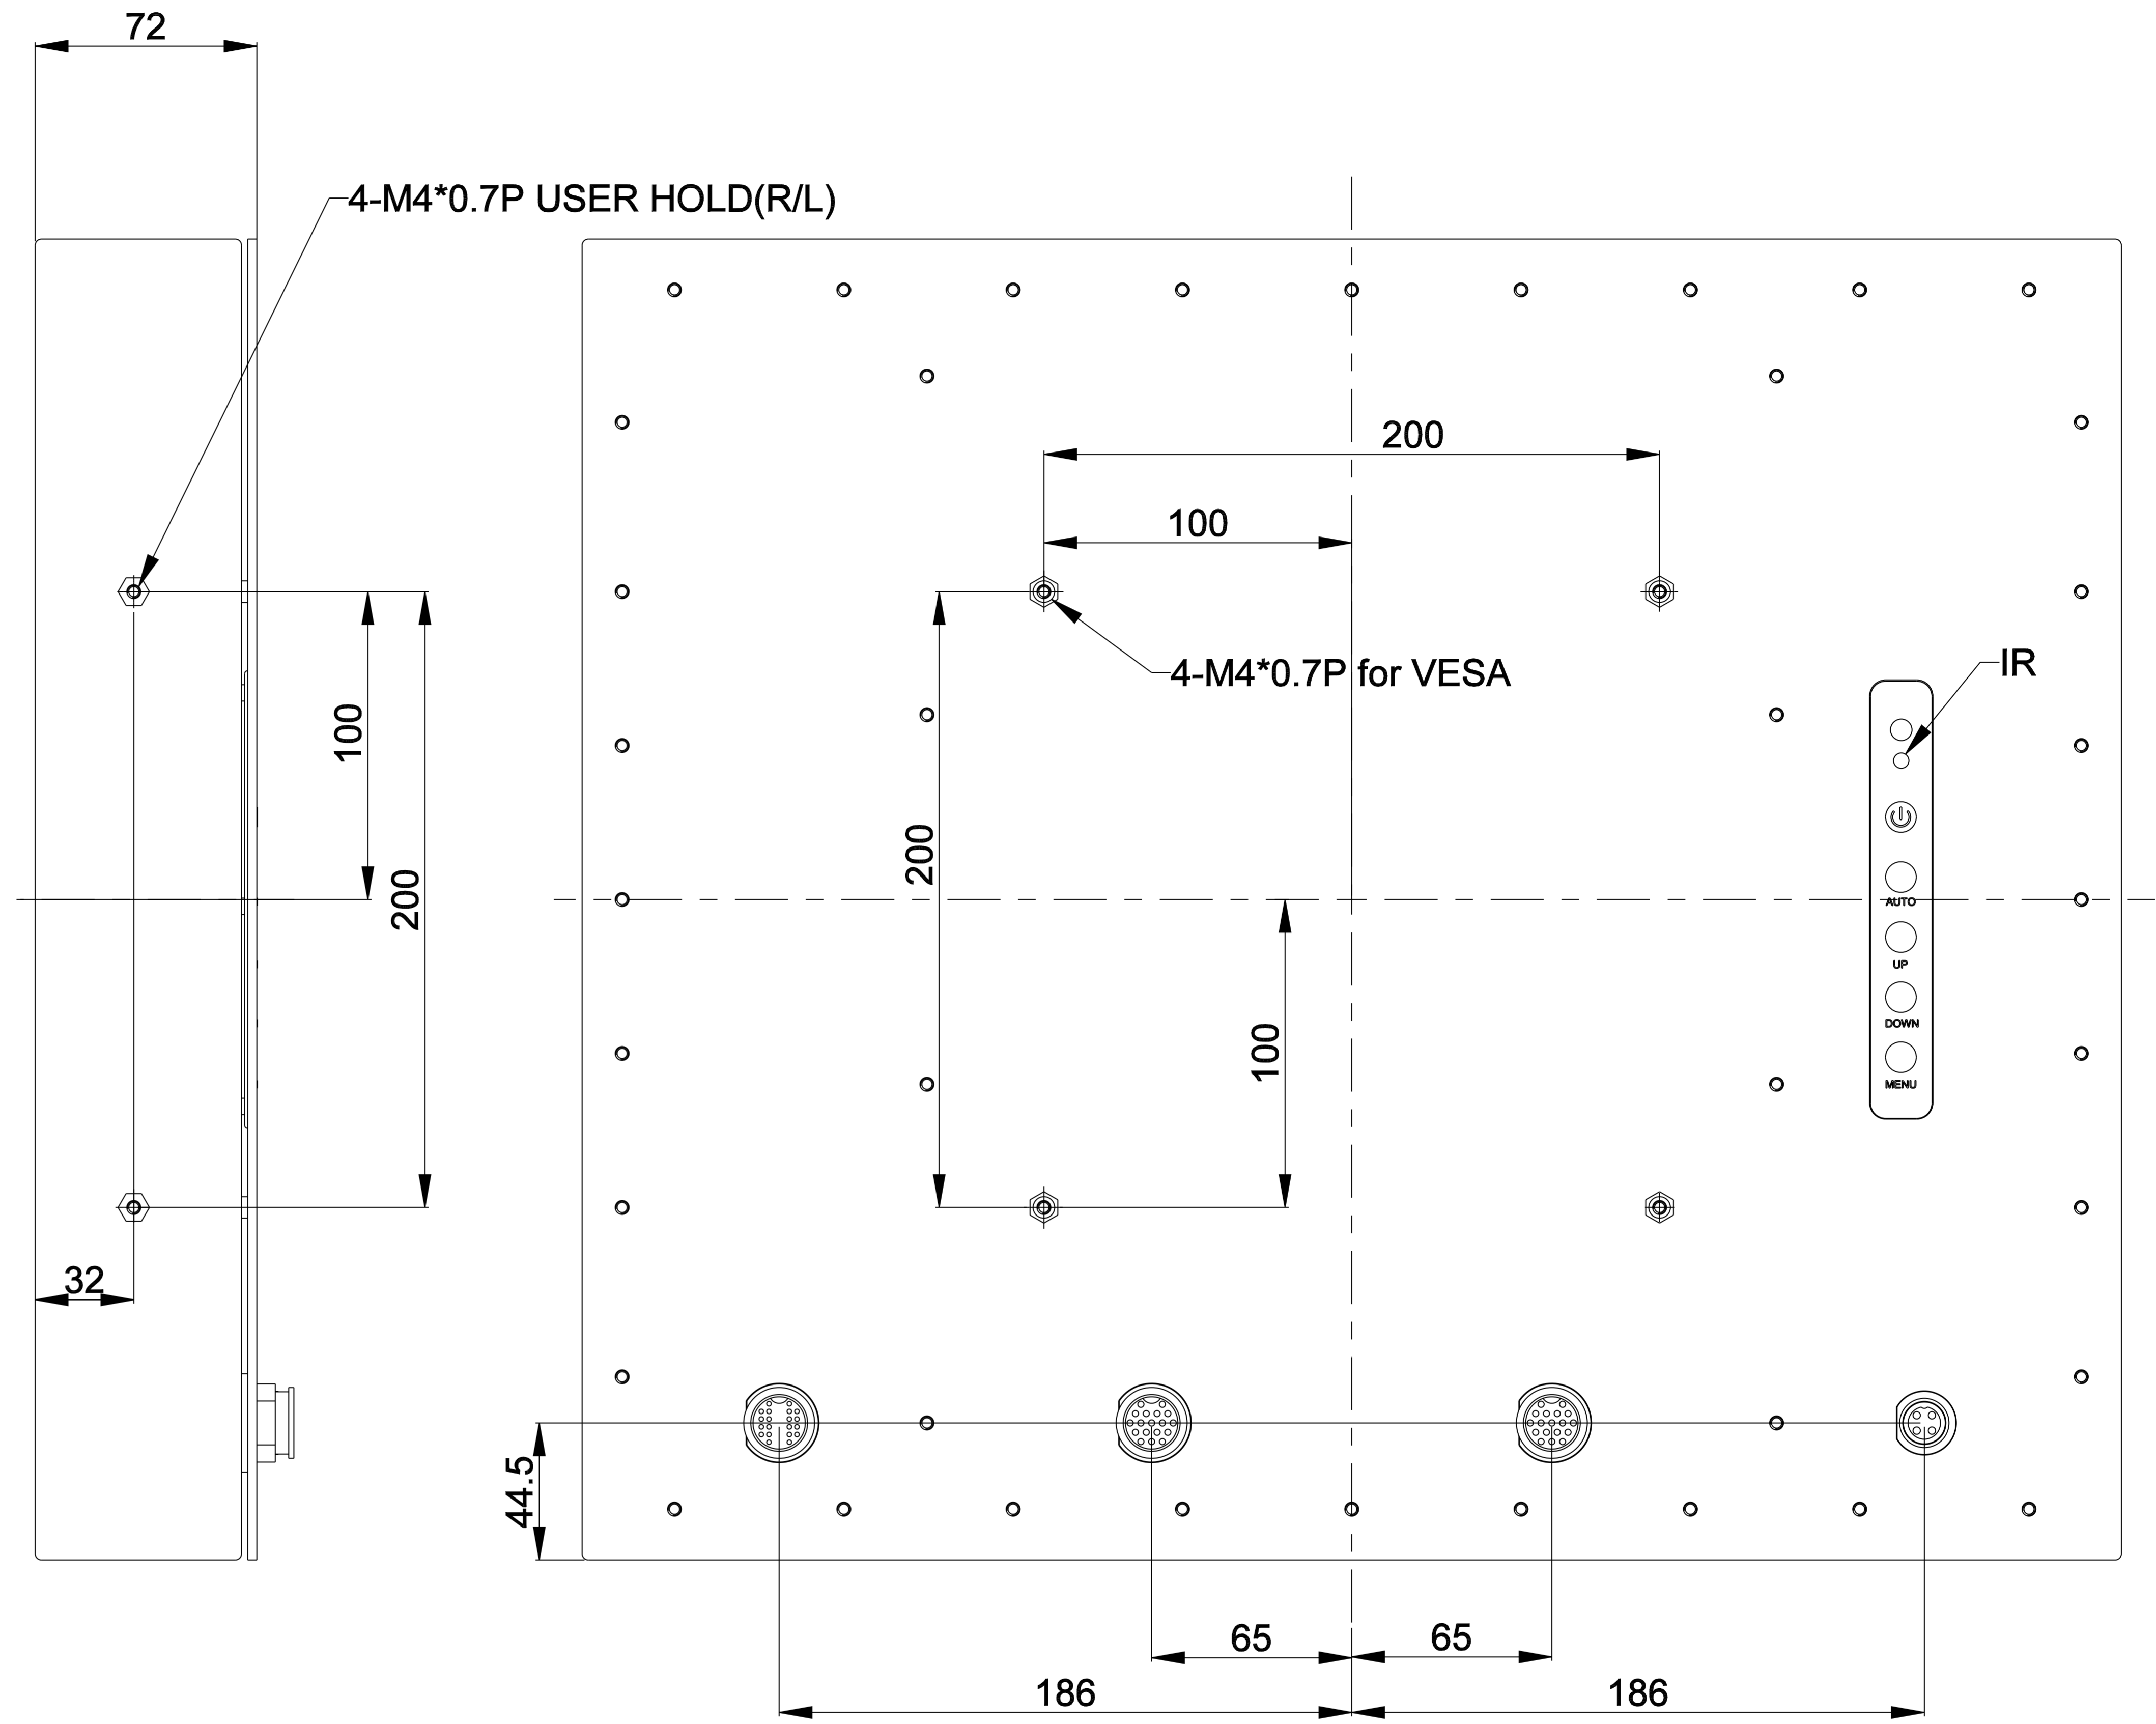 72
4-M4*0.7P USER HOLD(R/L)
200
100
4-M4*0.7P for VESA
IR
100
200
200
AUTO
UP
DOWN
100
MENU
32
44.5
65
65
186
186